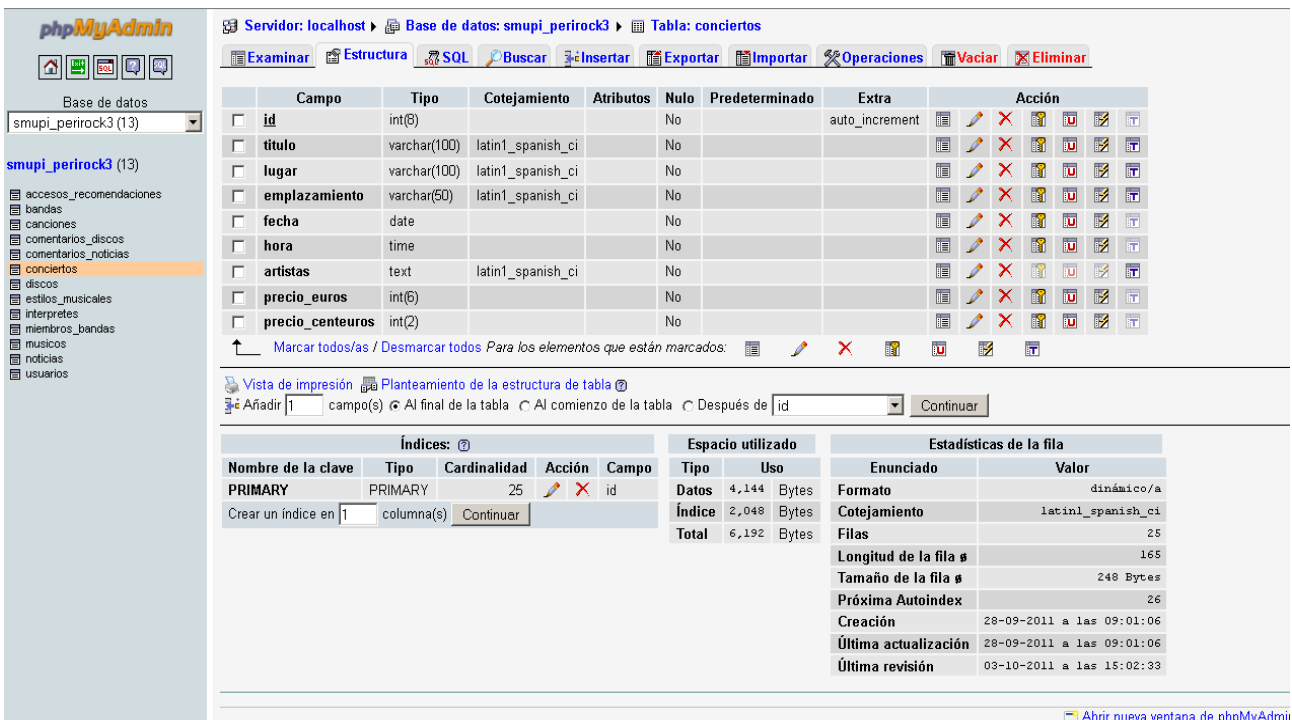 phpMyAdmin
SQL
SQL
Base de datos
smupi_perirock3 (13)
smupi_perirock3 (13)
accesos_recomendaciones
bandas
canciones
comentarios_discos
comentarios_noticias
conciertos
discos
estilos_musicales
interpretes
miembros_bandas
musicos
noticias
usuarios
Servidor: localhost Base de datos: smupi_perirock3 Tabla: conciertos
Examinar Estructura SQL Buscar Insertar Exportar Importar Operaciones Vaciar Eliminar
Campo Tipo Cotejamiento Atributos Nulo Predeterminado Extra Acción
id int(8) No auto_increment
titulo varchar(100) latin1_spanish_ci No
lugar varchar(100) latin1_spanish_ci No
emplazamiento varchar(50) latin1_spanish_ci No
fecha date No
hora time No
artistas text latin1_spanish_ci No
precio_euros int(6) No
precio_centeuros int(2) No
Marcar todos/as / Desmarcar todos Para los elementos que están marcados:
Vista de impresión Planteamiento de la estructura de tabla
Añadir 1 campo(s) Al final de la tabla Al comienzo de la tabla Después de id Continuar
Índices:
Nombre de la clave Tipo Cardinalidad Acción Campo
PRIMARY PRIMARY 25 id
Crear un índice en 1 columna(s) Continuar
Espacio utilizado
Tipo Uso
Datos 4,144 Bytes
Índice 2,048 Bytes
Total 6,192 Bytes
Estadísticas de la fila
Enunciado Valor
Formato dinámico/a
Cotejamiento latin1_spanish_ci
Filas 25
Longitud de la fila ø 165
Tamaño de la fila ø 248 Bytes
Próxima Autoindex 26
Creación 28-09-2011 a las 09:01:06
Última actualización 28-09-2011 a las 09:01:06
Última revisión 03-10-2011 a las 15:02:33
Abrir nueva ventana de phpMyAdmin